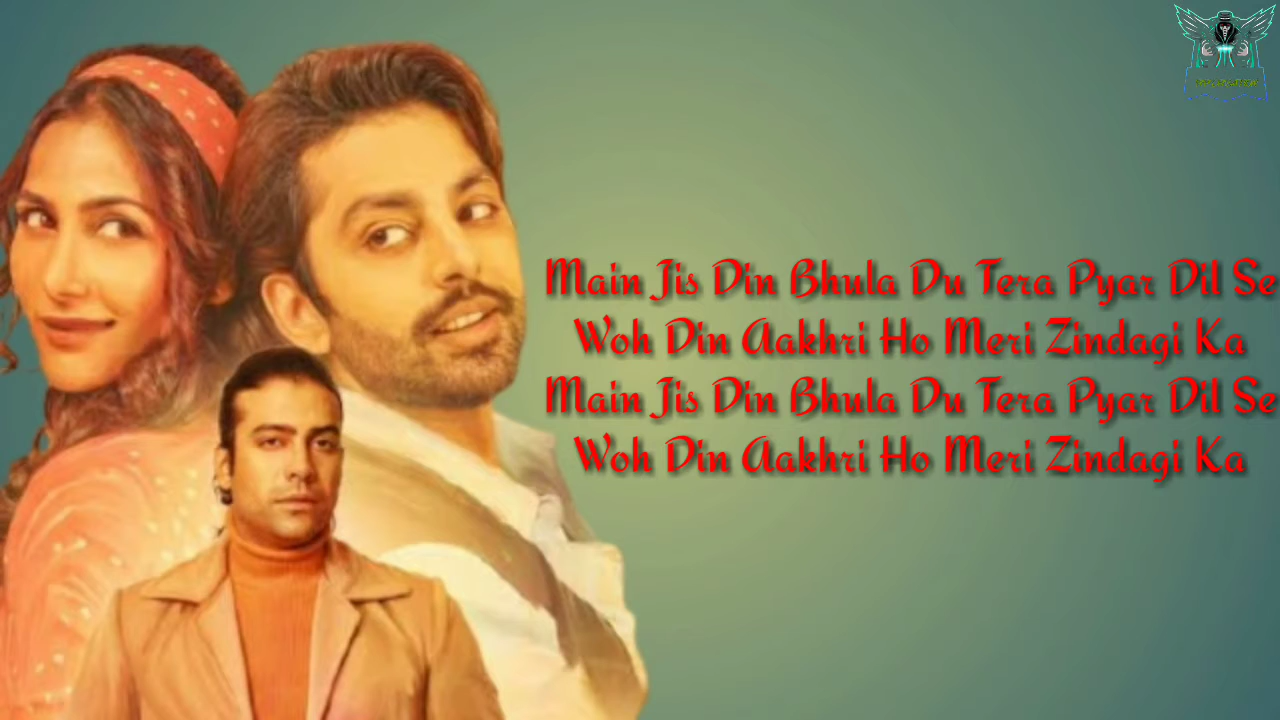 Main Jis Din Bhula Du Tera Pyar Dil Se
Woh Din Aakhri Ho Meri Zindagi Ka
Main Jis Din Bhula Du Tera Pyar Dil Se
Woh Din Aakhri Ho Meri Zindagi Ka